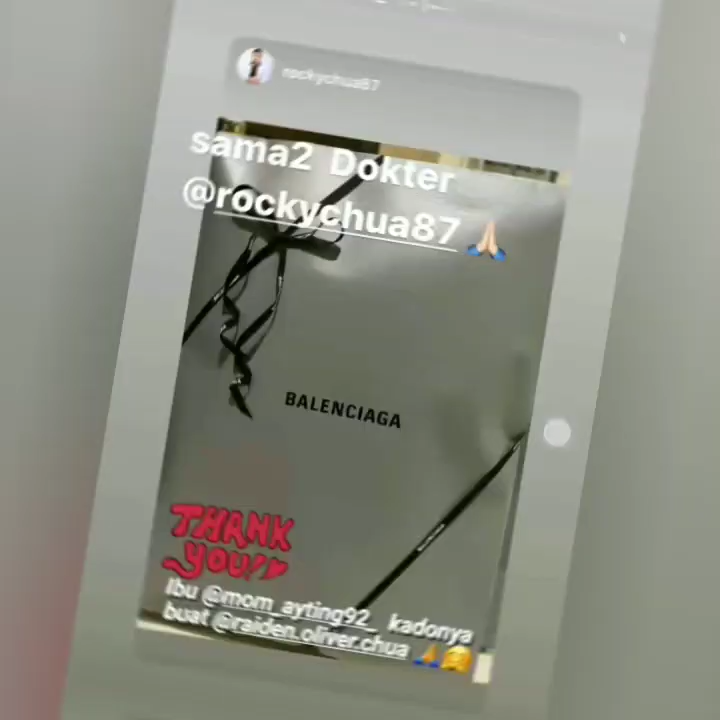 rockychua87
sama2 Dokter
@rockychua87 🙏
BALENCIAGA
THANK
YOU!
Ibu @mom_ayting92_ kadonya
buat @raiden.oliver.chua 🙏🤗